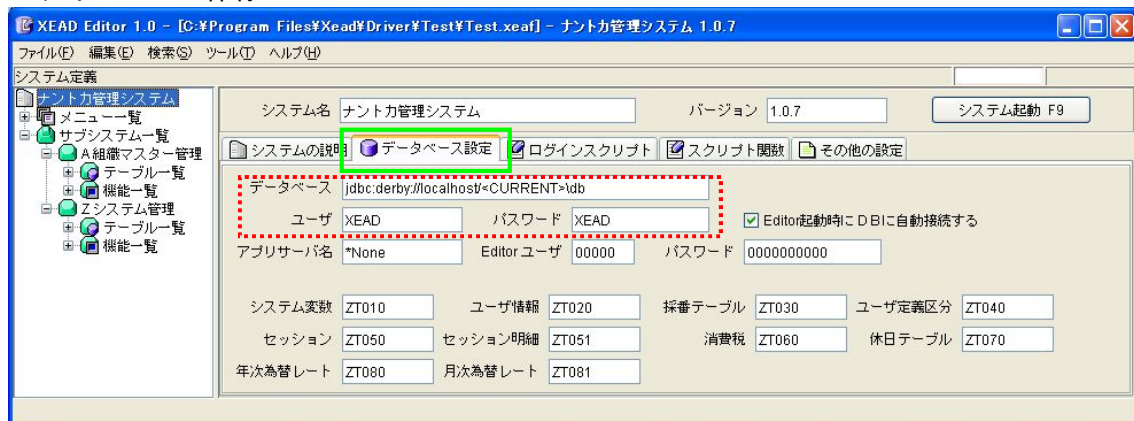 XEAD Editor 1.0 - [C:¥Program Files¥Xead¥Driver¥Test¥Test.xeaf] - ナントカ管理システム 1.0.7
ファイル(F) 編集(E) 検索(S) ツール(T) ヘルプ(H)
システム定義
ナントカ管理システム
メニュー一覧
サブシステム一覧
A 組織マスター管理
テーブル一覧
機能一覧
Z システム管理
テーブル一覧
機能一覧
システム名 ナントカ管理システム バージョン 1.0.7 システム起動 F9
システムの説明 データベース設定 ログインスクリプト スクリプト関数 その他の設定
データベース jdbc:derby://localhost/<CURRENT>\db
ユーザ XEAD パスワード XEAD Editor起動時にＤＢに自動接続する
アプリサーバ名 *None Editor ユーザ 00000 パスワード 0000000000
システム変数 ZT010 ユーザ情報 ZT020 採番テーブル ZT030 ユーザ定義区分 ZT040
セッション ZT050 セッション明細 ZT051 消費税 ZT060 休日テーブル ZT070
年次為替レート ZT080 月次為替レート ZT081